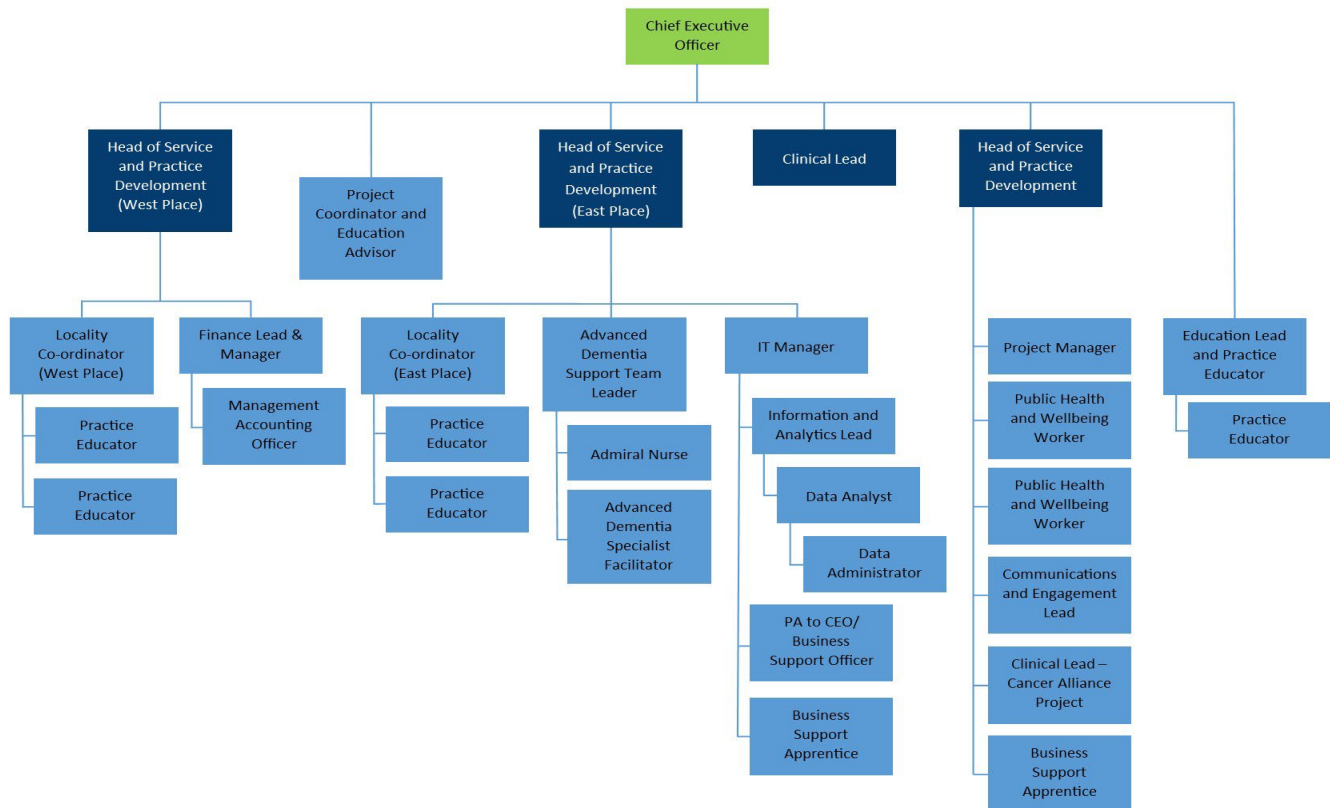 Chief Executive
Officer
Head of Service
and Practice
Development
(West Place)
Project
Coordinator and
Education
Advisor
Head of Service
and Practice
Development
(East Place)
Clinical Lead
Head of Service
and Practice
Development
Locality
Co-ordinator
(West Place)
Practice
Educator
Practice
Educator
Finance Lead &
Manager
Management
Accounting
Officer
Locality
Co-ordinator
(East Place)
Practice
Educator
Practice
Educator
Advanced
Dementia
Support Team
Leader
Admiral Nurse
Advanced
Dementia
Specialist
Facilitator
IT Manager
Information and
Analytics Lead
Data Analyst
Data
Administrator
PA to CEO/
Business
Support Officer
Business
Support
Apprentice
Project Manager
Public Health
and Wellbeing
Worker
Public Health
and Wellbeing
Worker
Communications
and Engagement
Lead
Clinical Lead –
Cancer Alliance
Project
Business
Support
Apprentice
Education Lead
and Practice
Educator
Practice
Educator